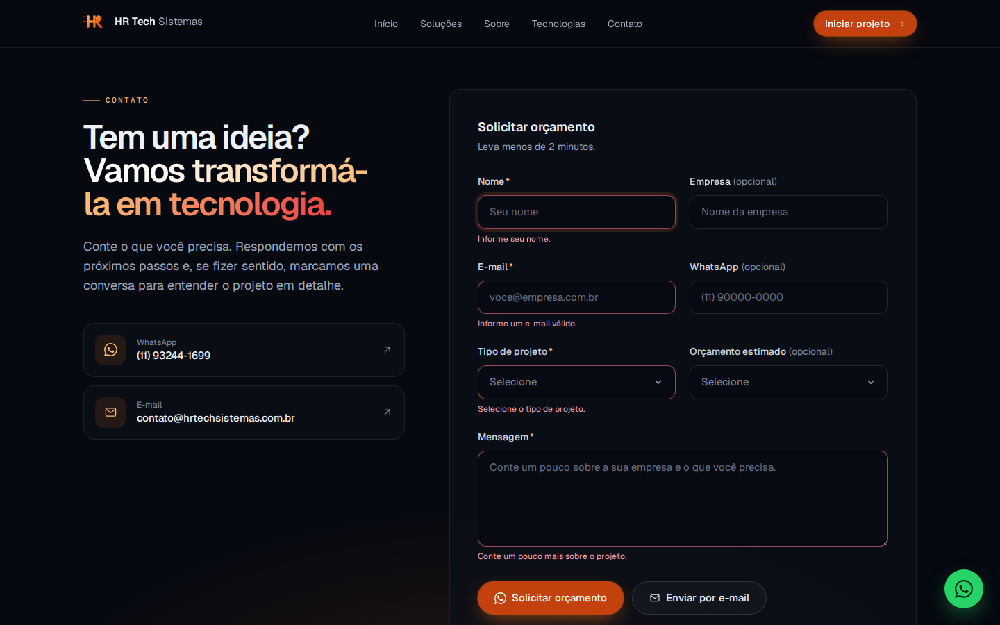 HR
HR Tech Sistemas
Início
Soluções
Sobre
Tecnologias
Contato
Iniciar projeto
CONTATO
Tem uma ideia?
Vamos transformá-
la em tecnologia.
Conte o que você precisa. Respondemos com os
próximos passos e, se fizer sentido, marcamos uma
conversa para entender o projeto em detalhe.
WhatsApp
(11) 93244-1699
E-mail
contato@hrtechsistemas.com.br
Solicitar orçamento
Leva menos de 2 minutos.
Nome*
Seu nome
Informe seu nome.
Empresa (opcional)
Nome da empresa
E-mail*
voce@empresa.com.br
Informe um e-mail válido.
WhatsApp (opcional)
(11) 90000-0000
Tipo de projeto*
Selecione
Selecione o tipo de projeto.
Orçamento estimado (opcional)
Selecione
Mensagem*
Conte um pouco sobre a sua empresa e o que você precisa.
Conte um pouco mais sobre o projeto.
Solicitar orçamento
Enviar por e-mail